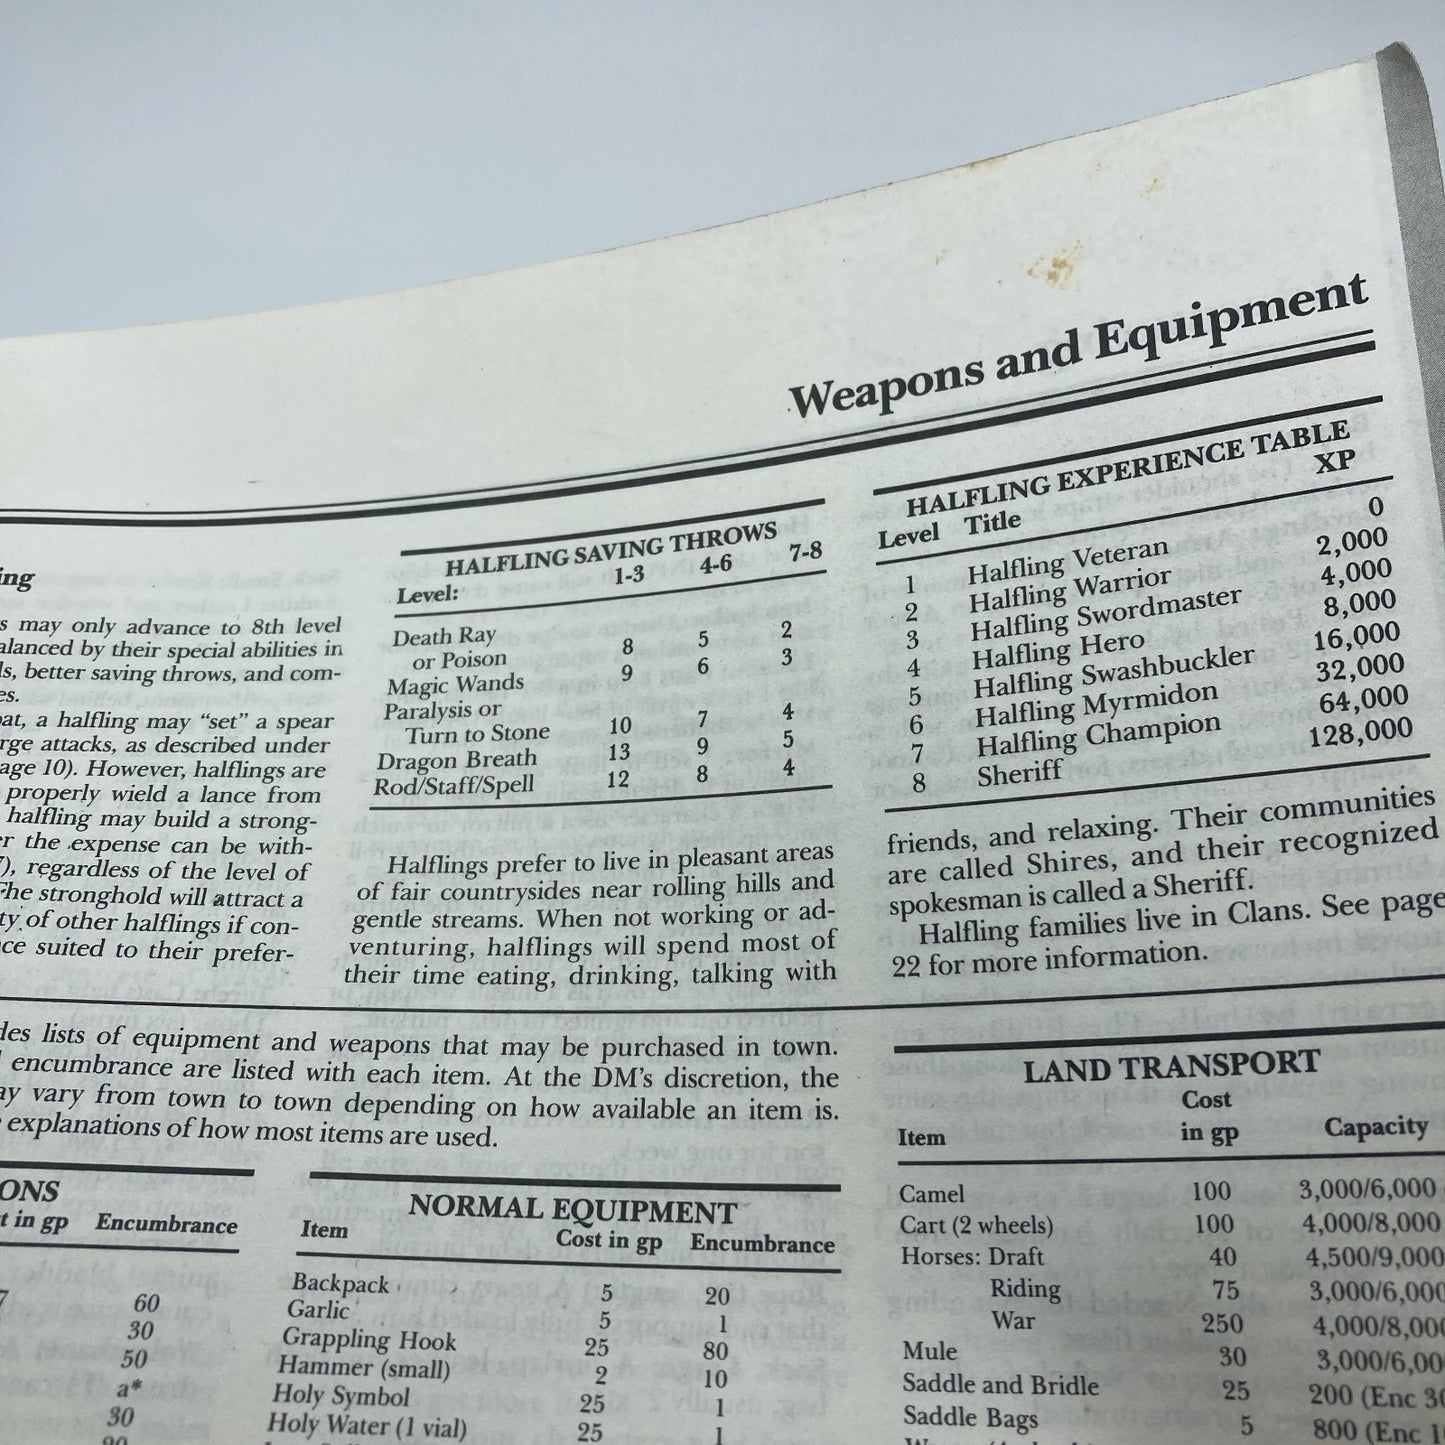 Weapons and Equipment
ing
s may only advance to 8th level
alanced by their special abilities in
ls, better saving throws, and com-
es.
at, a halfling may “set” a spear
rge attacks, as described under
age 10). However, halflings are
properly wield a lance from
halfling may build a strong-
er the expense can be with-
), regardless of the level of
The stronghold will attract a
ty of other halflings if con-
ce suited to their prefer-
HALFLING SAVING THROWS
Level: 1-3 4-6 7-8
Death Ray
or Poison 8 5 2
Magic Wands 9 6 3
Paralysis or
Turn to Stone 10 7 4
Dragon Breath 13 9 5
Rod/Staff/Spell 12 8 4
Halflings prefer to live in pleasant areas
of fair countrysides near rolling hills and
gentle streams. When not working or ad-
venturing, halflings will spend most of
their time eating, drinking, talking with
HALFLING EXPERIENCE TABLE
Level Title XP
1 Halfling Veteran 0
2 Halfling Warrior 2,000
3 Halfling Swordmaster 4,000
4 Halfling Hero 8,000
5 Halfling Swashbuckler 16,000
6 Halfling Myrmidon 32,000
7 Halfling Champion 64,000
8 Sheriff 128,000
friends, and relaxing. Their communities
are called Shires, and their recognized
spokesman is called a Sheriff.
Halfling families live in Clans. See page
22 for more information.
des lists of equipment and weapons that may be purchased in town.
encumbrance are listed with each item. At the DM’s discretion, the
ay vary from town to town depending on how available an item is.
explanations of how most items are used.
ONS
t in gp Encumbrance
7 60
30
50
a*
30
NORMAL EQUIPMENT
Item Cost in gp Encumbrance
Backpack 5 20
Garlic 5 1
Grappling Hook 25 80
Hammer (small) 2 10
Holy Symbol 25 1
Holy Water (1 vial) 25 1
LAND TRANSPORT
Cost
Item in gp Capacity
Camel 100 3,000/6,000
Cart (2 wheels) 100 4,000/8,000
Horses: Draft 40 4,500/9,000
Riding 75 3,000/6,000
War 250 4,000/8,000
Mule 30 3,000/6,00
Saddle and Bridle 25 200 (Enc 30
Saddle Bags 5 800 (Enc 1